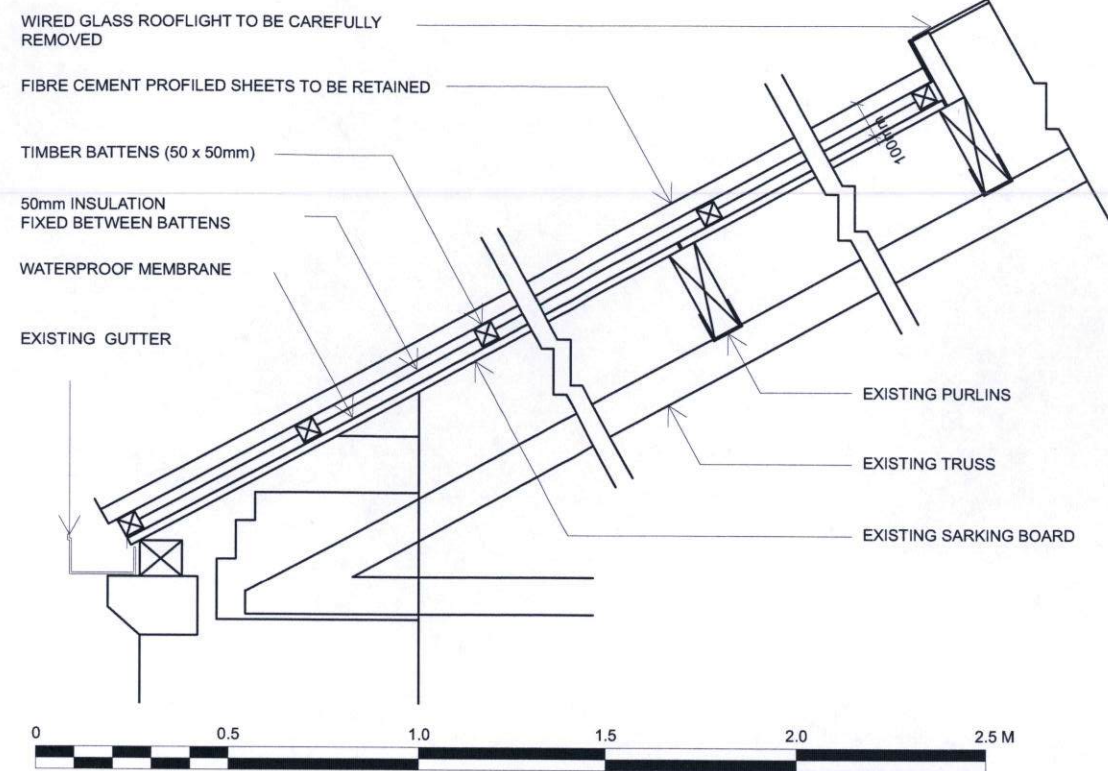 WIRED GLASS ROOFLIGHT TO BE CAREFULLY
REMOVED
FIBRE CEMENT PROFILED SHEETS TO BE RETAINED
TIMBER BATTENS (50 x 50mm)
50mm INSULATION
FIXED BETWEEN BATTENS
WATERPROOF MEMBRANE
EXISTING GUTTER
100mm
EXISTING PURLINS
EXISTING TRUSS
EXISTING SARKING BOARD
0 0.5 1.0 1.5 2.0 2.5 M